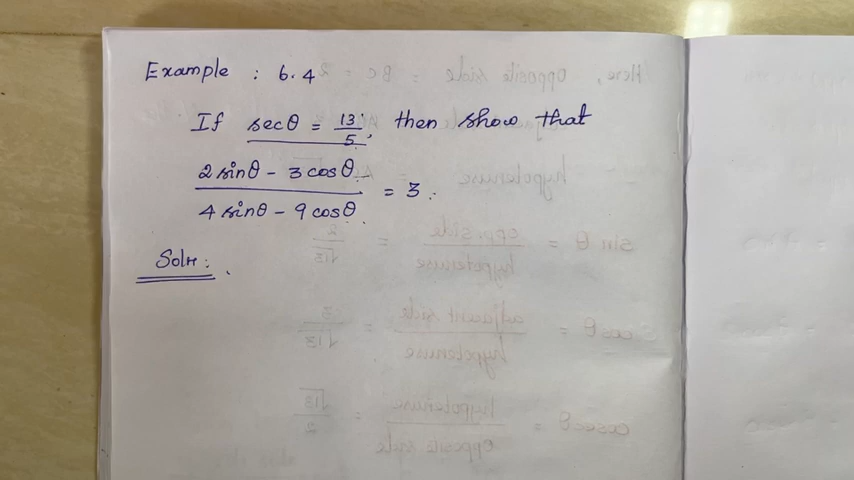 Example : 6.4
If secθ = 13/5, then show that
2 sinθ - 3 cosθ / 4 sinθ - 9 cosθ = 3.
Soln: